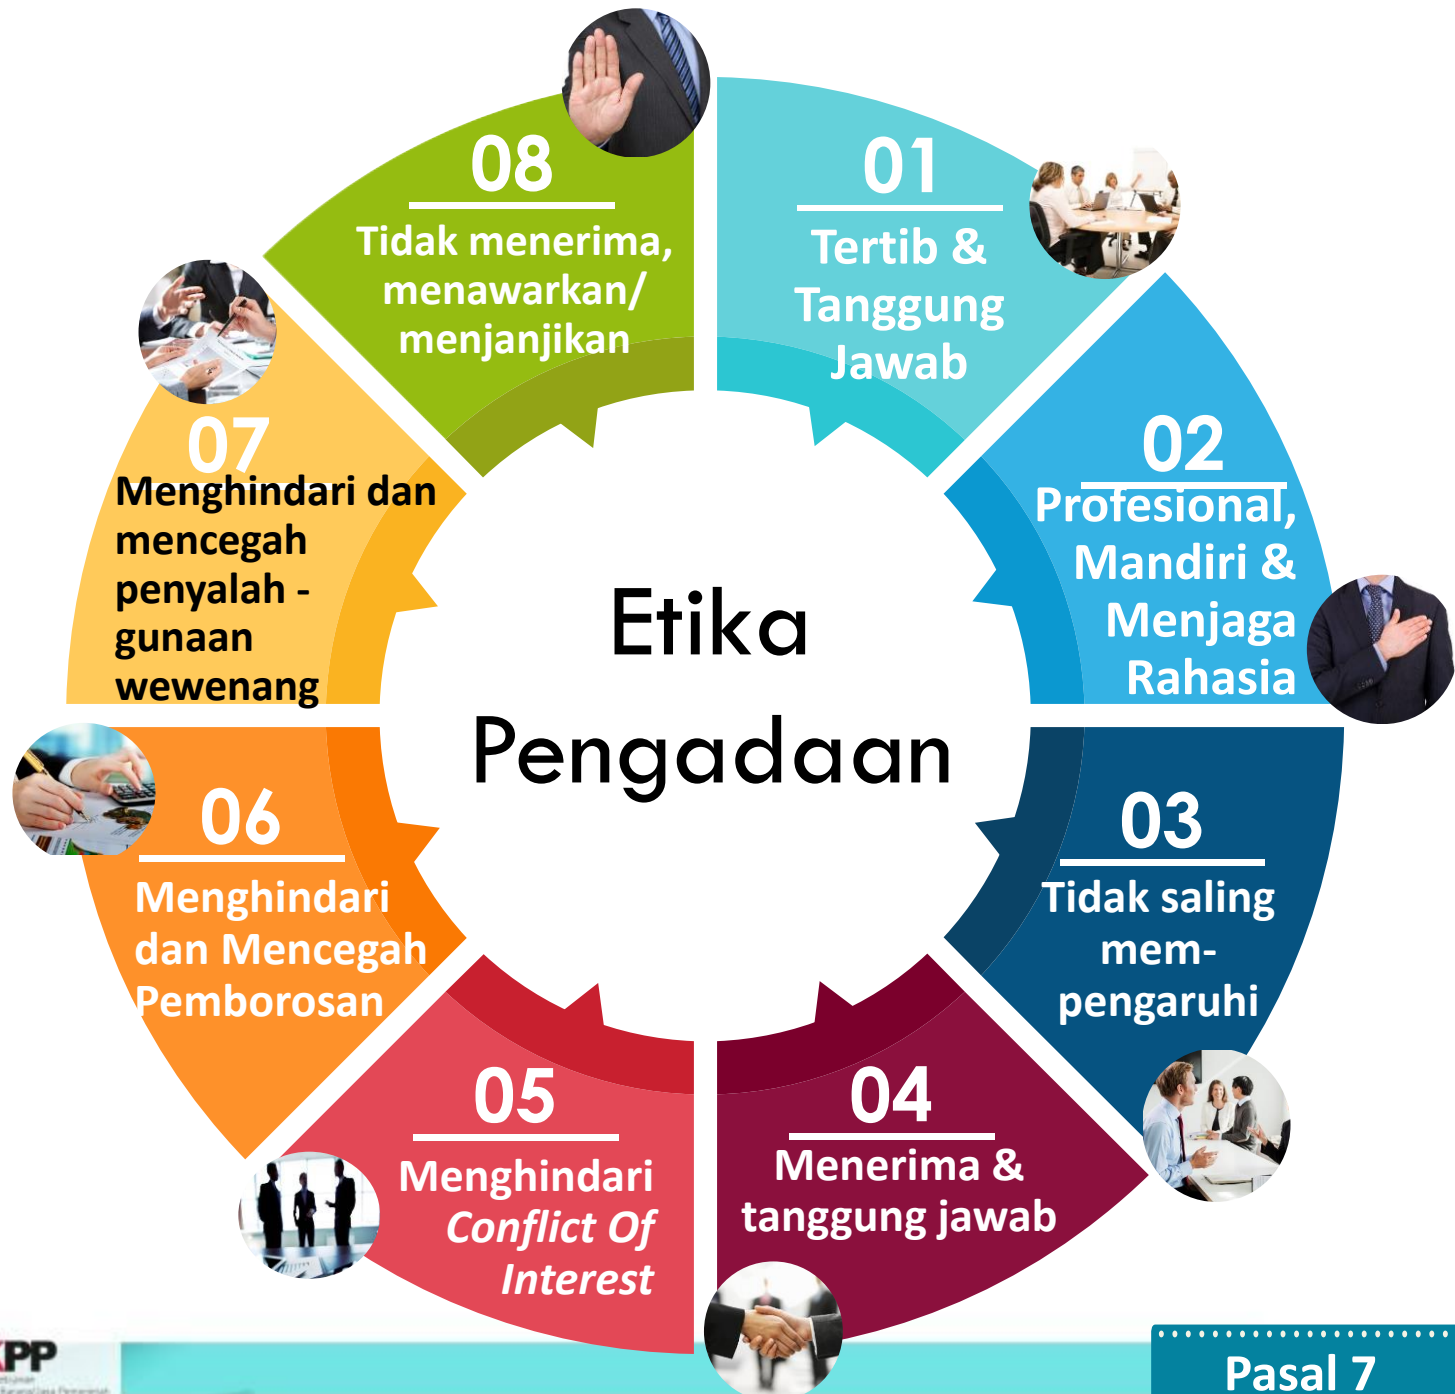 Etika
Pengadaan
01
Tertib &
Tanggung
Jawab
02
Profesional,
Mandiri &
Menjaga
Rahasia
03
Tidak saling
mem-
pengaruhi
04
Menerima &
tanggung jawab
05
Menghindari
Conflict Of
Interest
06
Menghindari
dan Mencegah
Pemborosan
07
Menghindari dan
mencegah
penyalah -
gunaan
wewenang
08
Tidak menerima,
menawarkan/
menjanjikan
KPP
Pasal 7